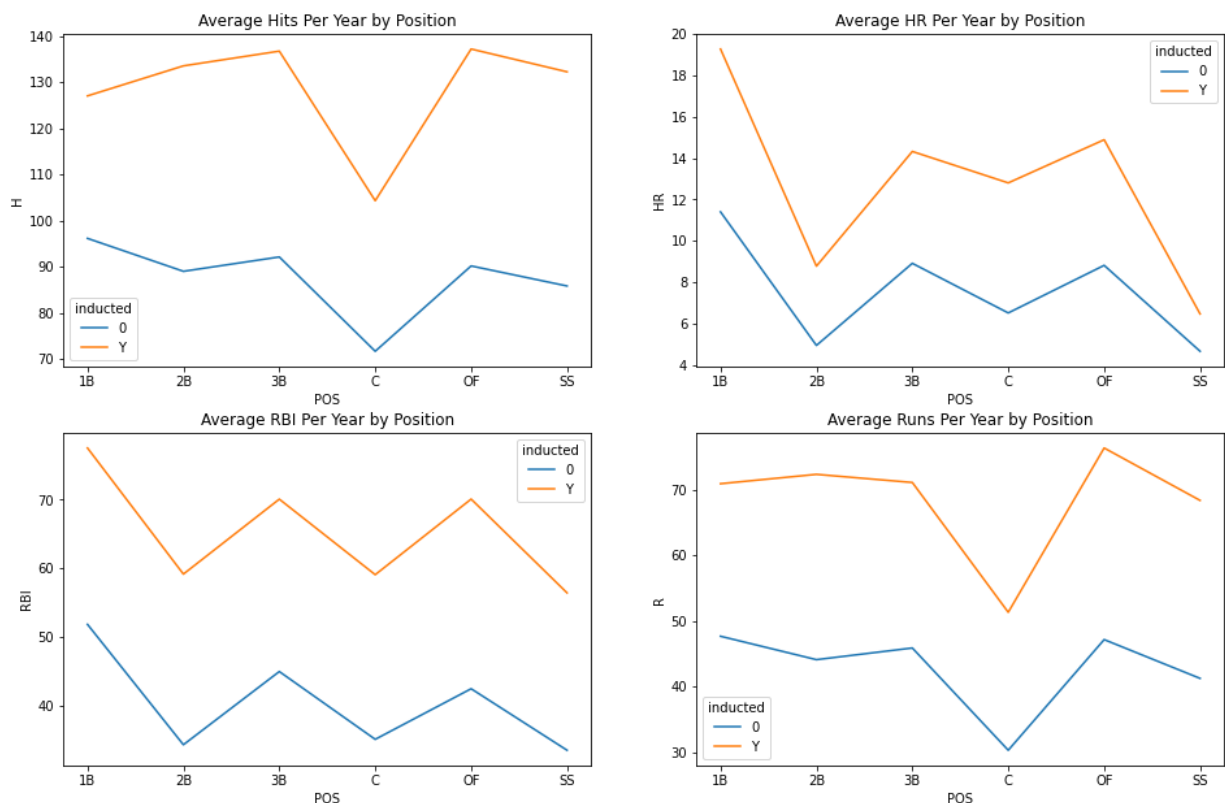 Average Hits Per Year by Position
140
130
120
110
100
90
80
70
H
inducted
0
Y
1B 2B 3B C OF SS
POS
Average HR Per Year by Position
20
18
16
14
12
10
8
6
4
HR
inducted
0
Y
1B 2B 3B C OF SS
POS
Average RBI Per Year by Position
70
60
50
40
RBI
inducted
0
Y
1B 2B 3B C OF SS
POS
Average Runs Per Year by Position
70
60
50
40
30
R
inducted
0
Y
1B 2B 3B C OF SS
POS